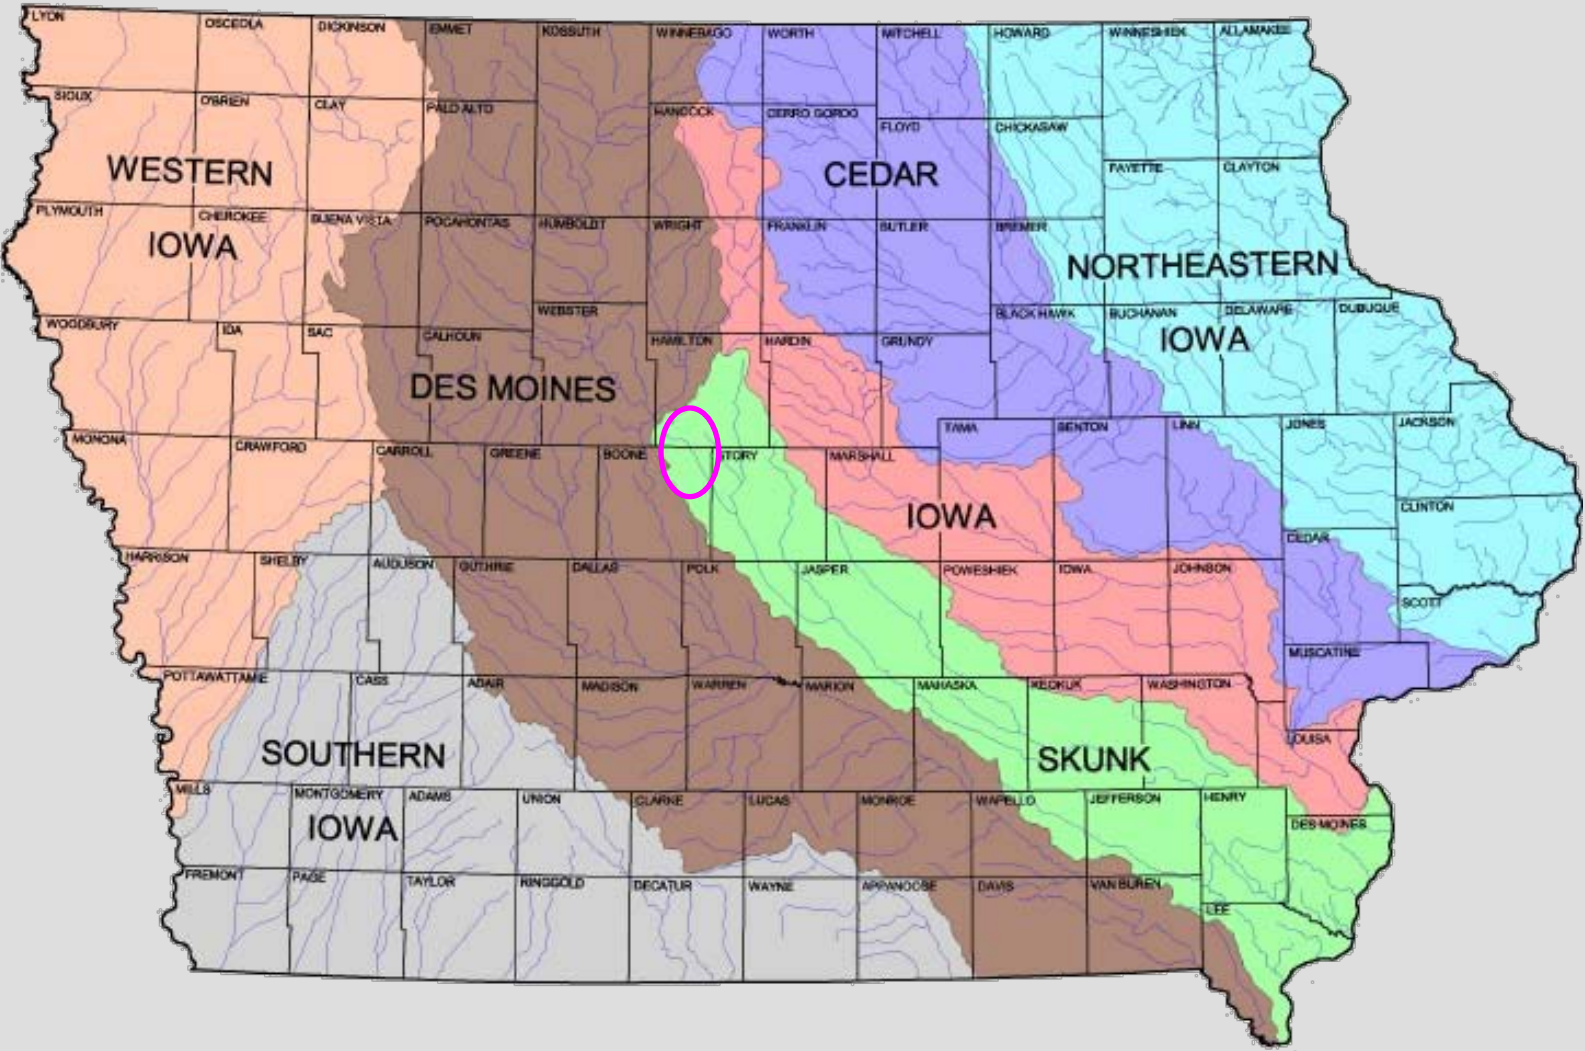 LYON
OSCEOLA
DICKINSON
EMMET
KOSSUTH
WINNEBAGO
WORTH
MITCHELL
HOWARD
WINNESHIEK
ALLAMAKEE
SIOUX
O'BRIEN
CLAY
PALO ALTO
HANCOCK
CERRO GORDO
FLOYD
CHICKASAW
FAYETTE
CLAYTON
WESTERN
IOWA
CEDAR
PLYMOUTH
CHEROKEE
BUENA VISTA
POCAHONTAS
HUMBOLDT
WRIGHT
FRANKLIN
BUTLER
BREMER
NORTHEASTERN
IOWA
WOODBURY
IDA
SAC
CALHOUN
WEBSTER
HAMILTON
HARDIN
GRUNDY
BLACK HAWK
BUCHANAN
DELAWARE
DUBUQUE
DES MOINES
MONONA
CRAWFORD
CARROLL
GREENE
BOONE
STORY
MARSHALL
TAMA
BENTON
LINN
JONES
JACKSON
IOWA
CLINTON
CEDAR
HARRISON
SHELBY
AUDUBON
GUTHRIE
DALLAS
POLK
JASPER
POWESHIEK
IOWA
JOHNSON
SCOTT
MUSCATINE
POTTAWATTAMIE
CASS
ADAIR
MADISON
WARREN
MARION
MAHASKA
KEOKUK
WASHINGTON
LOUISA
SOUTHERN
IOWA
SKUNK
MILLS
MONTGOMERY
ADAMS
UNION
CLARKE
LUCAS
MONROE
WAPELLO
JEFFERSON
HENRY
DES MOINES
FREMONT
PAGE
TAYLOR
RINGGOLD
DECATUR
WAYNE
APPANOOSE
DAVIS
VAN BUREN
LEE